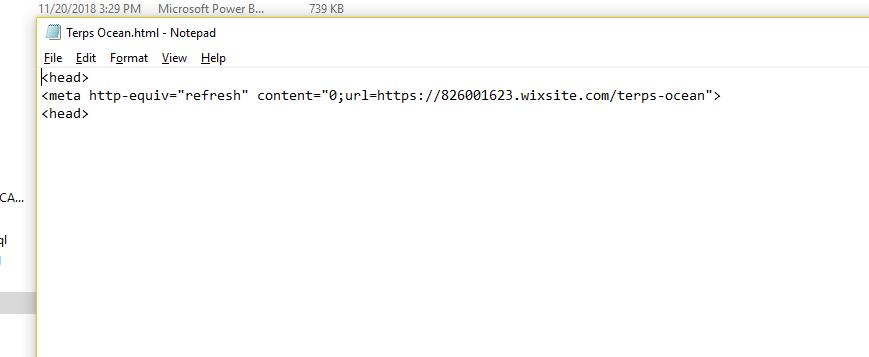 11/20/2018 3:29 PM Microsoft Power B... 739 KB
Terps Ocean.html - Notepad
File Edit Format View Help
<head>
<meta http-equiv="refresh" content="0;url=https://826001623.wixsite.com/terps-ocean">
<head>
CA...
ql